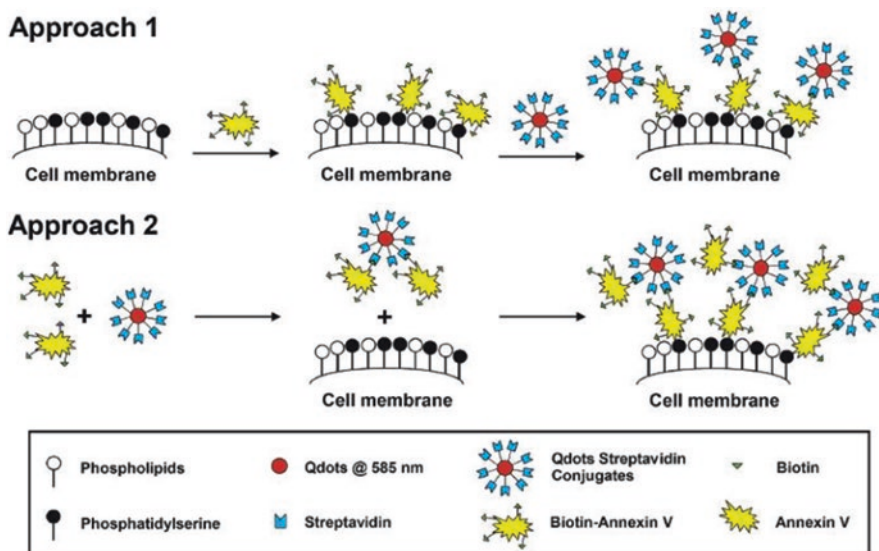 Approach 1
Cell membrane
Cell membrane
Cell membrane
Approach 2
+
+
Cell membrane
Cell membrane
Phospholipids
Qdots @ 585 nm
Qdots Streptavidin
Conjugates
Biotin
Phosphatidylserine
Streptavidin
Biotin-Annexin V
Annexin V